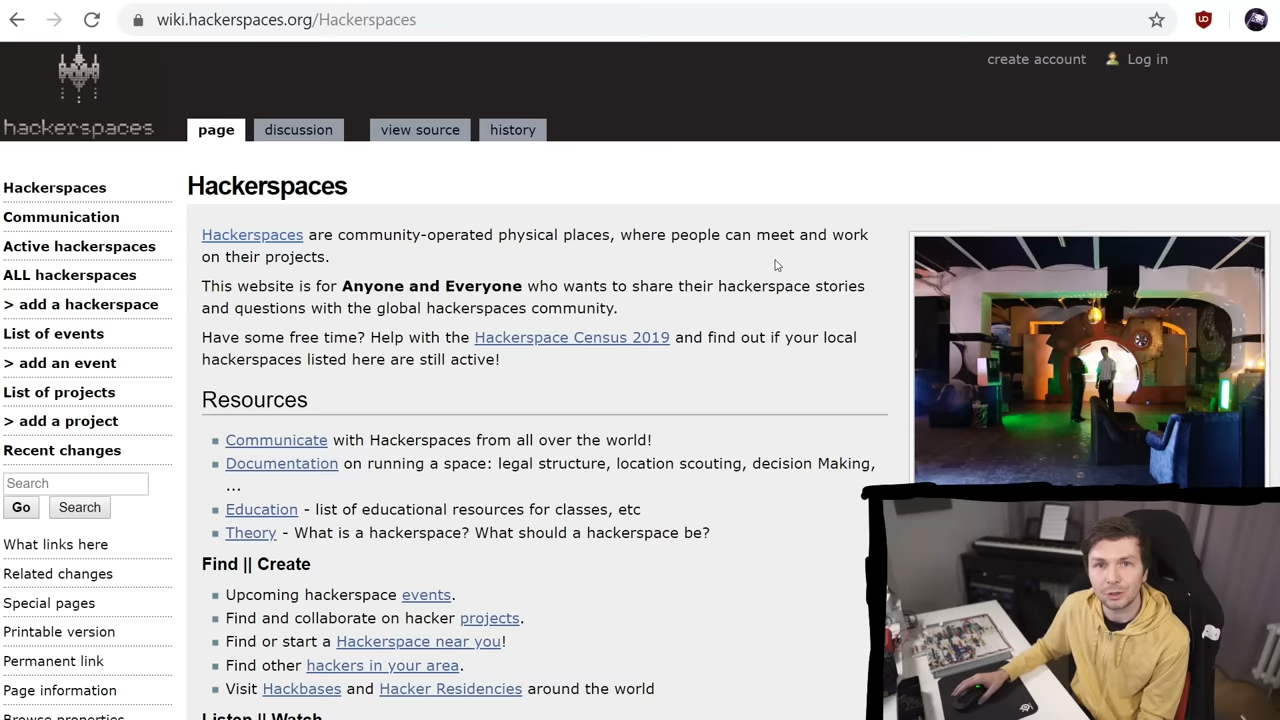 wiki.hackerspaces.org/Hackerspaces
create account Log in
hackerspaces
page discussion view source history
Hackerspaces
Communication
Active hackerspaces
ALL hackerspaces
> add a hackerspace
List of events
> add an event
List of projects
> add a project
Recent changes
Search
Go Search
What links here
Related changes
Special pages
Printable version
Permanent link
Page information
Browse properties
Hackerspaces
Hackerspaces are community-operated physical places, where people can meet and work
on their projects.
This website is for Anyone and Everyone who wants to share their hackerspace stories
and questions with the global hackerspaces community.
Have some free time? Help with the Hackerspace Census 2019 and find out if your local
hackerspaces listed here are still active!
Resources
Communicate with Hackerspaces from all over the world!
Documentation on running a space: legal structure, location scouting, decision Making,
...
Education - list of educational resources for classes, etc
Theory - What is a hackerspace? What should a hackerspace be?
Find || Create
Upcoming hackerspace events.
Find and collaborate on hacker projects.
Find or start a Hackerspace near you!
Find other hackers in your area.
Visit Hackbases and Hacker Residencies around the world
Listen || Watch